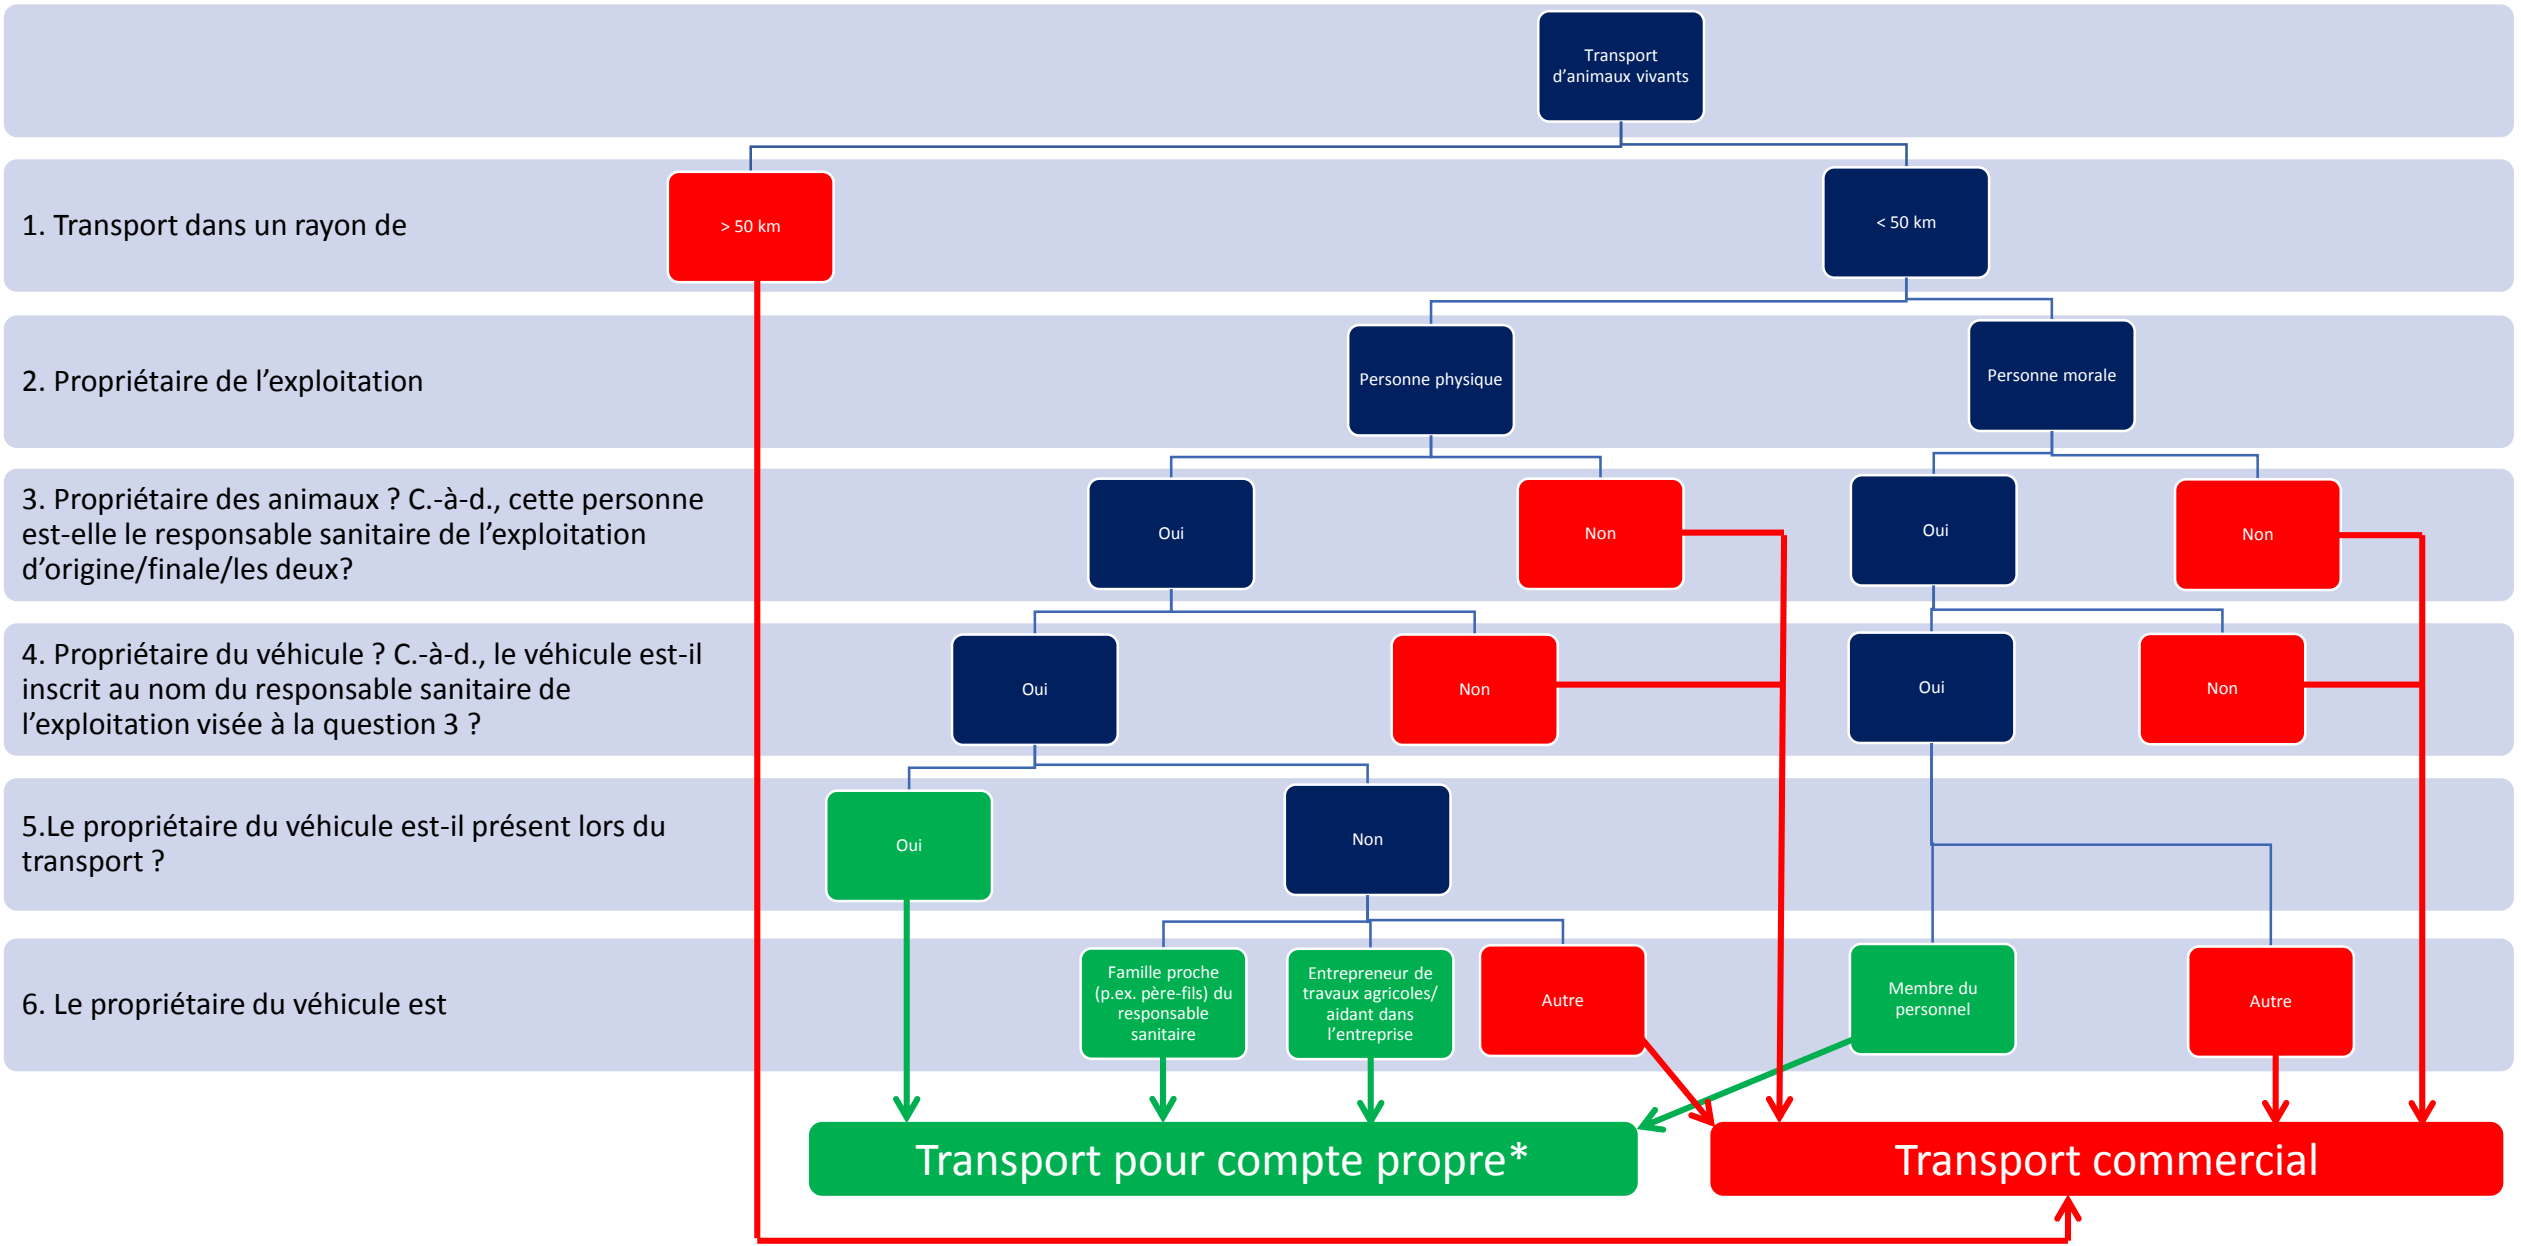 Transport
d’animaux vivants
1. Transport dans un rayon de
> 50 km
< 50 km
2. Propriétaire de l’exploitation
Personne physique
Personne morale
3. Propriétaire des animaux ? C.-à-d., cette personne
est-elle le responsable sanitaire de l’exploitation
d’origine/finale/les deux?
Oui
Non
Oui
Non
4. Propriétaire du véhicule ? C.-à-d., le véhicule est-il
inscrit au nom du responsable sanitaire de
l’exploitation visée à la question 3 ?
Oui
Non
Oui
Non
5.Le propriétaire du véhicule est-il présent lors du
transport ?
Oui
Non
6. Le propriétaire du véhicule est
Famille proche
(p.ex. père-fils) du
responsable
sanitaire
Entrepreneur de
travaux agricoles/
aidant dans
l’entreprise
Autre
Membre du
personnel
Autre
Transport pour compte propre*
Transport commercial